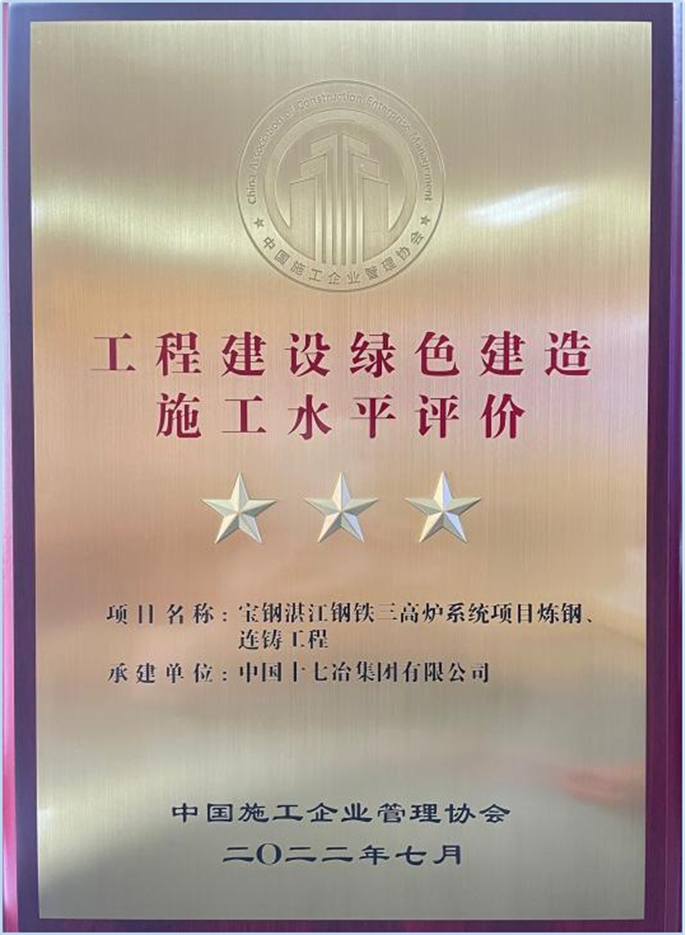 China Association of Construction Enterprise Management
★中国施工企业管理协会★
工程建设绿色建造
施工水平评价
项目名称：宝钢湛江钢铁三高炉系统项目炼钢、
连铸工程
承建单位：中国十七冶集团有限公司
中国施工企业管理协会
二〇二二年七月